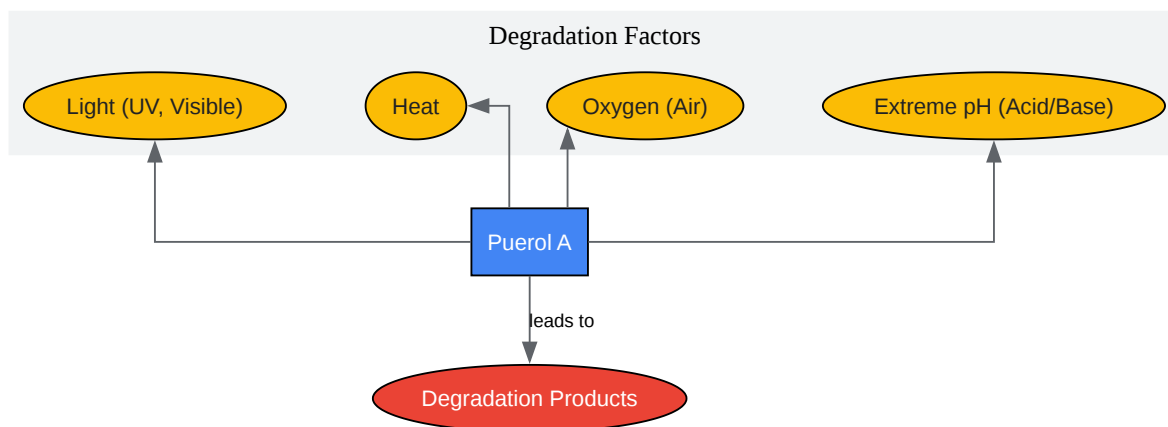 Degradation Factors
Light (UV, Visible)
Heat
Oxygen (Air)
Extreme pH (Acid/Base)
Puerol A
leads to
Degradation Products